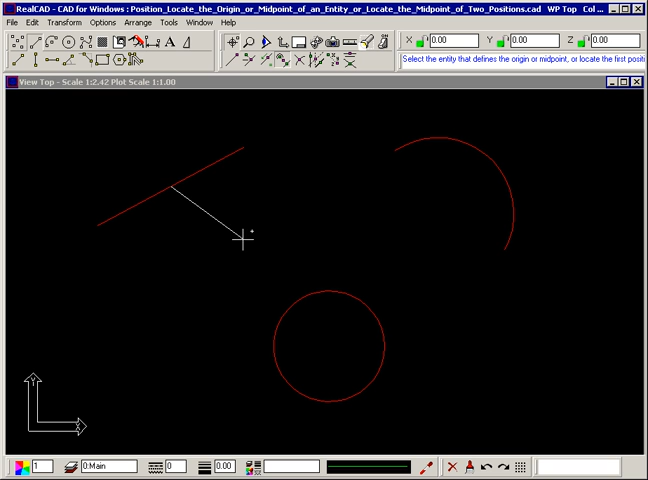 RealCAD - CAD for Windows : Position_Locate_the_Origin_or_Midpoint_of_an_Entity_or_Locate_the_Midpoint_of_Two_Positions.cad WP Top Col ...
File Edit Transform Options Arrange Tools Window Help
X 0.00 Y 0.00 Z 0.00
Select the entity that defines the origin or midpoint, or locate the first positi
View Top - Scale 1:2.42 Plot Scale 1:1.00
Y
X
1 0:Main 0 0.00